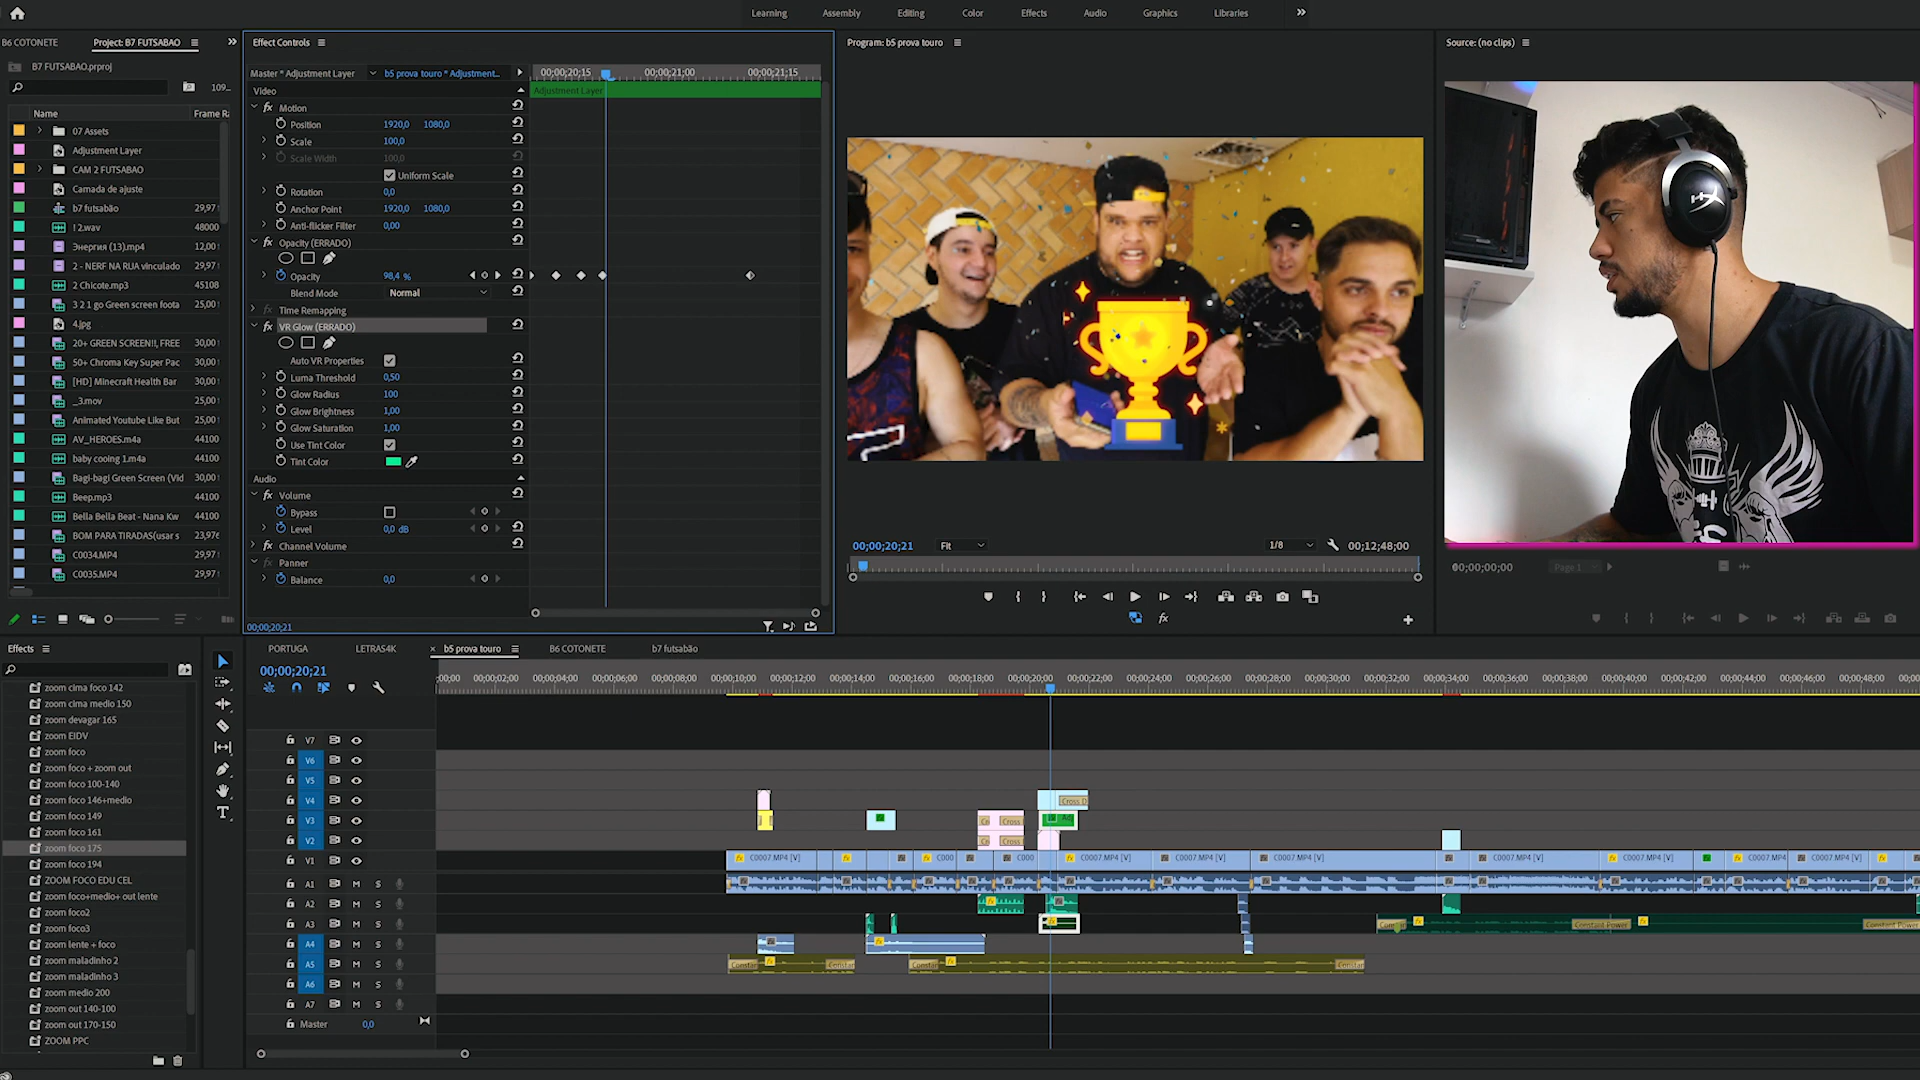 Learning Assembly Editing Color Effects Audio Graphics Libraries
B6 COTONETE Project: B7 FUTSABAO
B7 FUTSABAO.prproj
109...
Name Frame Ra
07 Assets
Adjustment Layer
CAM 2 FUTSABAO
Camada de ajuste
b7 futsabão 29,97
! 2.wav 48000
Энергия (13).mp4 12,00
2 - NERF NA RUA vinculado 29,97
2 Chicote.mp3 45108
3 2 1 go Green screen foota 25,00
4.jpg
20+ GREEN SCREEN!!, FREE 30,00
50+ Chroma Key Super Pac 30,00
[HD] Minecraft Health Bar 30,00
_3.mov 25,00
Animated Youtube Like But 25,00
AV_HEROES.m4a 44100
baby cooing 1.m4a 44100
Bagi-bagi Green Screen (Vid 30,00
Beep.mp3 44100
Bella Bella Beat - Nana Kw 44100
BOM PARA TIRADAS(usar s 23,976
C0034.MP4 29,97
C0035.MP4 29,97
Effect Controls
Master * Adjustment Layer b5 prova touro * Adjustment...
00;00;20;15 00;00;21;00 00;00;21;15
Adjustment Layer
Video
fx Motion
Position 1920,0 1080,0
Scale 100,0
Scale Width 100,0
Uniform Scale
Rotation 0,0
Anchor Point 1920,0 1080,0
Anti-flicker Filter 0,00
fx Opacity (ERRADO)
Opacity 98,4 %
Blend Mode Normal
fx Time Remapping
fx VR Glow (ERRADO)
Auto VR Properties
Luma Threshold 0,50
Glow Radius 100
Glow Brightness 1,00
Glow Saturation 1,00
Use Tint Color
Tint Color
Audio
fx Volume
Bypass
Level 0,0 dB
fx Channel Volume
fx Panner
Balance 0,0
00;00;20;21
Program: b5 prova touro
00;00;20;21 Fit 1/8 00;12;48;00
fx
Source: (no clips)
00;00;00;00 Page 1
Effects
zoom cima foco 142
zoom cima medio 150
zoom devagar 165
zoom EIDV
zoom foco
zoom foco + zoom out
zoom foco 100-140
zoom foco 146+medio
zoom foco 149
zoom foco 161
zoom foco 175
zoom foco 194
ZOOM FOCO EDU CEL
zoom foco+medio+ out lente
zoom foco2
zoom foco3
zoom lente + foco
zoom maladinho 2
zoom maladinho 3
zoom medio 200
zoom out 140-100
zoom out 170-150
ZOOM PPC
PORTUGA LETRAS4K × b5 prova touro B6 COTONETE b7 futsabão
00;00;20;21
;00;00 00;00;02;00 00;00;04;00 00;00;06;00 00;00;08;00 00;00;10;00 00;00;12;00 00;00;14;00 00;00;16;00 00;00;18;00 00;00;20;00 00;00;22;00 00;00;24;00 00;00;26;00 00;00;28;00 00;00;30;00 00;00;32;00 00;00;34;00 00;00;36;00 00;00;38;00 00;00;40;00 00;00;42;00 00;00;44;00 00;00;46;00 00;00;48;00
V7
V6
V5
V4 Cross D
V3 Cr Cross
V2 Cr Cross
V1 C0007.MP4 [V] C000 C000 C0007.MP4 [V] C0007.MP4 [V] C0007.MP4 [V] C0007.MP4 [V] C0007.MP4 [V] C0007.MP4 C0007.MP4 [V]
A1 M S
A2 M S
A3 M S Constant Power Constant Power
A4 M S
A5 M S Constan Constan Constan Constan
A6 M S
A7 M S
Master 0,0